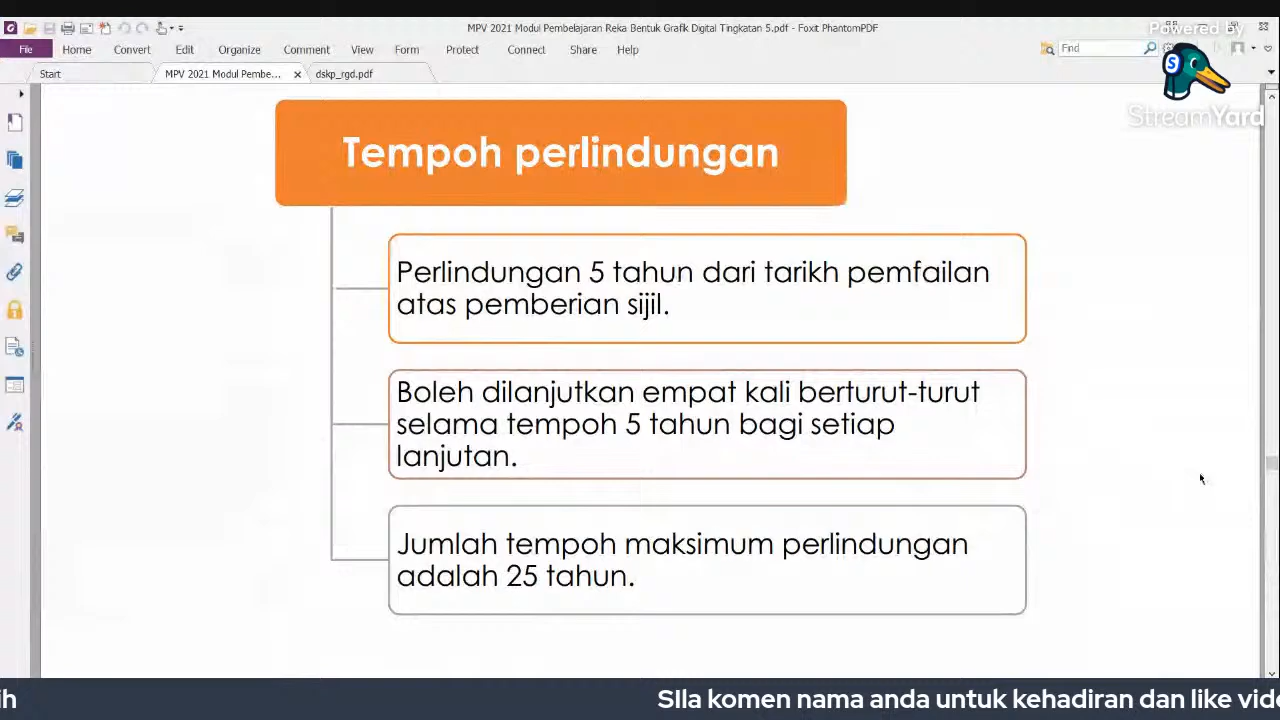 MPV 2021 Modul Pembelajaran Reka Bentuk Grafik Digital Tingkatan 5.pdf - Foxit PhantomPDF
File Home Convert Edit Organize Comment View Form Protect Connect Share Help
Find
Start MPV 2021 Modul Pembe... dskp_rgd.pdf
Powered by
StreamYard
Tempoh perlindungan
Perlindungan 5 tahun dari tarikh pemfailan
atas pemberian sijil.
Boleh dilanjutkan empat kali berturut-turut
selama tempoh 5 tahun bagi setiap
lanjutan.
Jumlah tempoh maksimum perlindungan
adalah 25 tahun.
ih SIla komen nama anda untuk kehadiran dan like vide